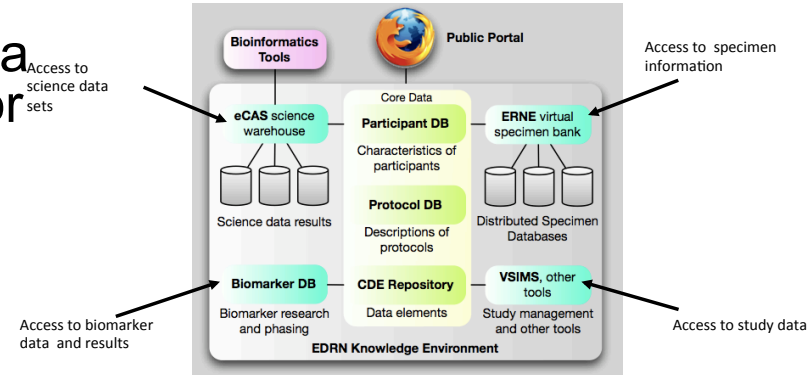 a
or
Access to
science data
sets
Bioinformatics
Tools
Public Portal
Access to specimen
information
Core Data
eCAS science
warehouse
Participant DB
Characteristics of
participants
ERNE virtual
specimen bank
Science data results
Protocol DB
Descriptions of
protocols
Distributed Specimen
Databases
Biomarker DB
Biomarker research
and phasing
CDE Repository
Data elements
VSIMS, other
tools
Study management
and other tools
Access to biomarker
data and results
Access to study data
EDRN Knowledge Environment